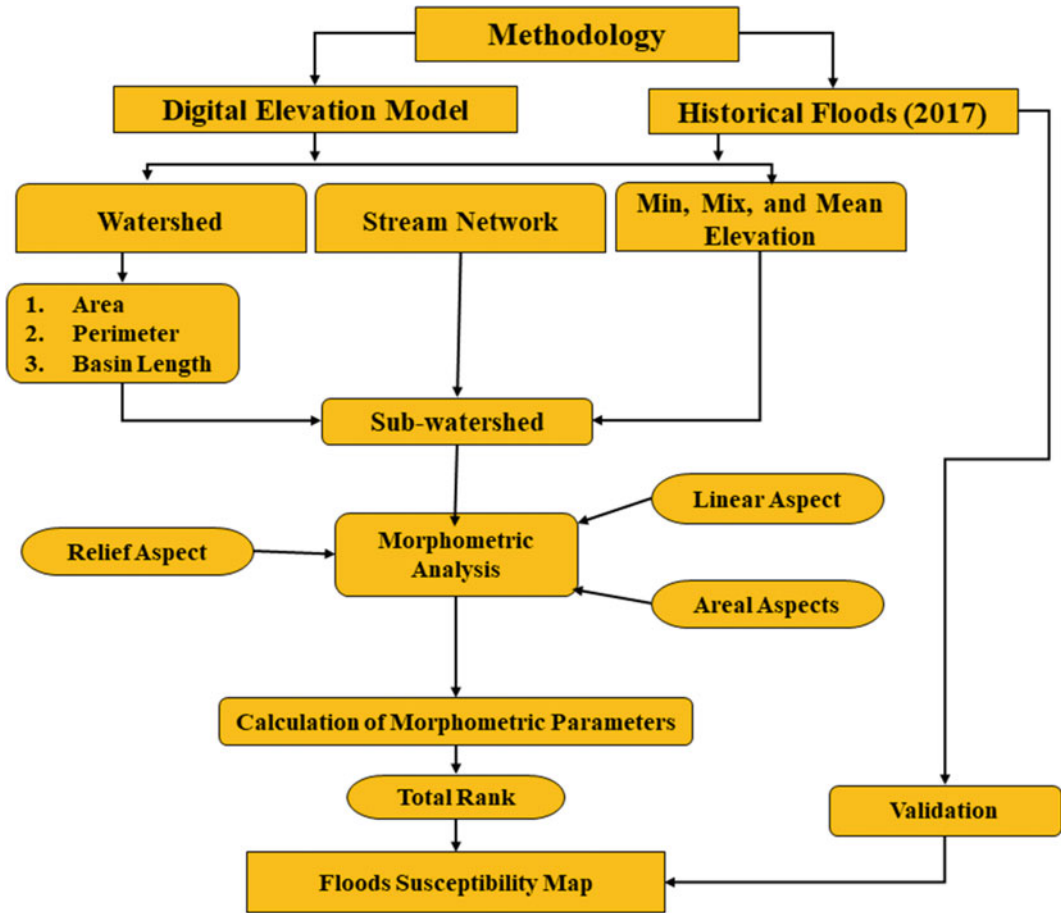 Methodology
Digital Elevation Model
Historical Floods (2017)
Watershed
Stream Network
Min, Mix, and Mean
Elevation
1. Area
2. Perimeter
3. Basin Length
Sub-watershed
Linear Aspect
Relief Aspect
Morphometric
Analysis
Areal Aspects
Calculation of Morphometric Parameters
Total Rank
Validation
Floods Susceptibility Map